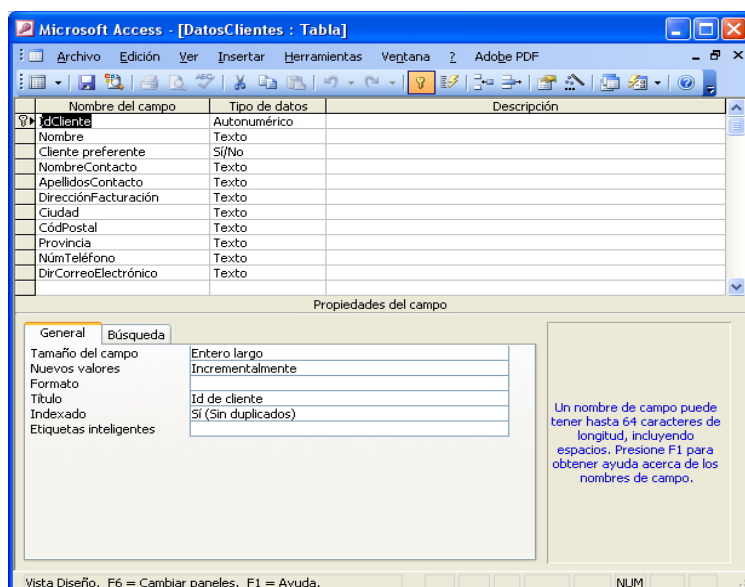 Microsoft Access - [DatosClientes : Tabla]
Archivo Edición Ver Insertar Herramientas Ventana ? Adobe PDF
Nombre del campo Tipo de datos Descripción
IdCliente Autonumérico
Nombre Texto
Cliente preferente Sí/No
NombreContacto Texto
ApellidosContacto Texto
DirecciónFacturación Texto
Ciudad Texto
CódPostal Texto
Provincia Texto
NúmTeléfono Texto
DirCorreoElectrónico Texto
Propiedades del campo
General Búsqueda
Tamaño del campo Entero largo
Nuevos valores Incrementalmente
Formato
Título Id de cliente
Indexado Sí (Sin duplicados)
Etiquetas inteligentes
Un nombre de campo puede
tener hasta 64 caracteres de
longitud, incluyendo
espacios. Presione F1 para
obtener ayuda acerca de los
nombres de campo.
Vista Diseño. F6 = Cambiar paneles. F1 = Ayuda. NUM